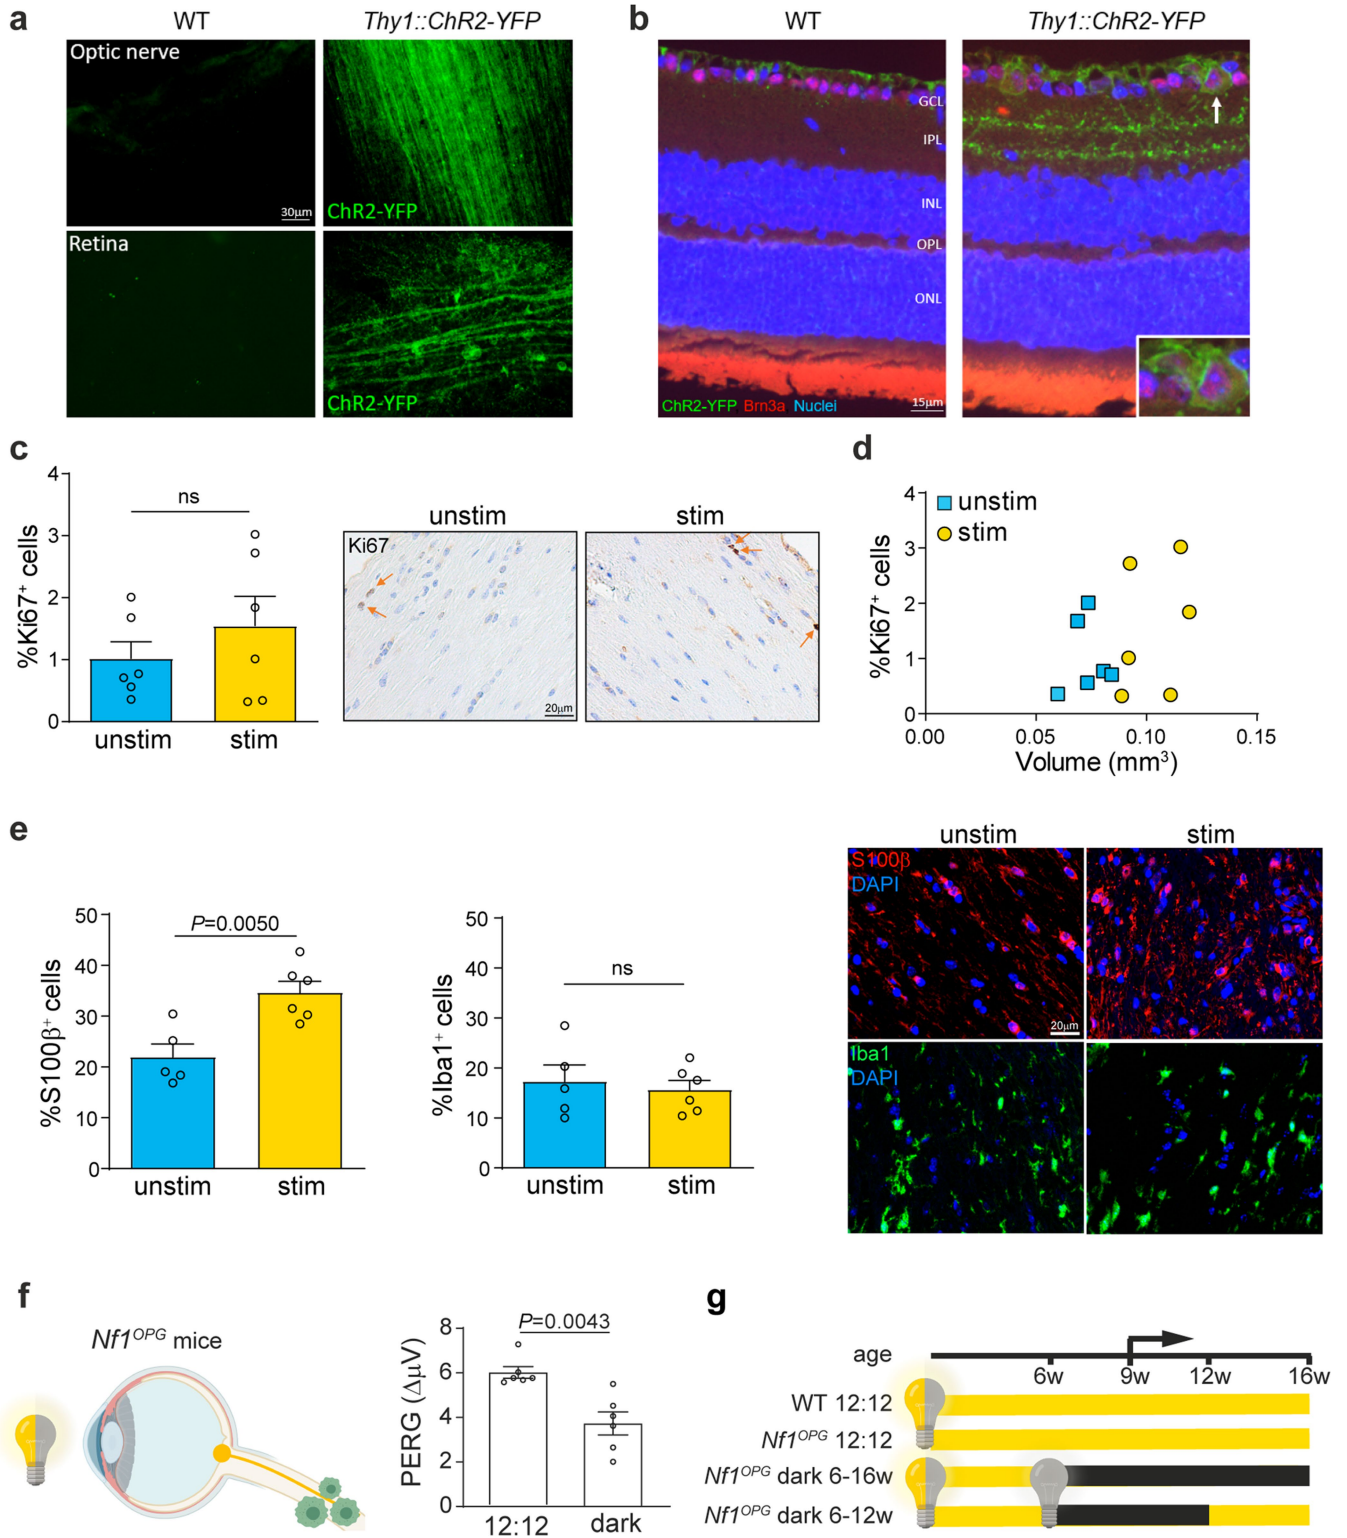 a
WT
Thy1::ChR2-YFP
Optic nerve
30µm
ChR2-YFP
Retina
ChR2-YFP
b
WT
Thy1::ChR2-YFP
GCL
IPL
INL
OPL
ONL
ChR2-YFP Brn3a Nuclei
15µm
c
%Ki67+ cells
4
3
2
1
0
ns
unstim
stim
unstim
stim
Ki67
20µm
d
%Ki67+ cells
4
3
2
1
0
unstim
stim
0.00
0.05
0.10
0.15
Volume (mm3)
e
%S100β+ cells
50
40
30
20
10
0
P=0.0050
unstim
stim
%Iba1+ cells
50
40
30
20
10
0
ns
unstim
stim
unstim
stim
S100β
DAPI
20µm
Iba1
DAPI
f
Nf1OPG mice
PERG (ΔµV)
8
6
4
2
0
P=0.0043
12:12
dark
g
age
6w
9w
12w
16w
WT 12:12
Nf1OPG 12:12
Nf1OPG dark 6-16w
Nf1OPG dark 6-12w